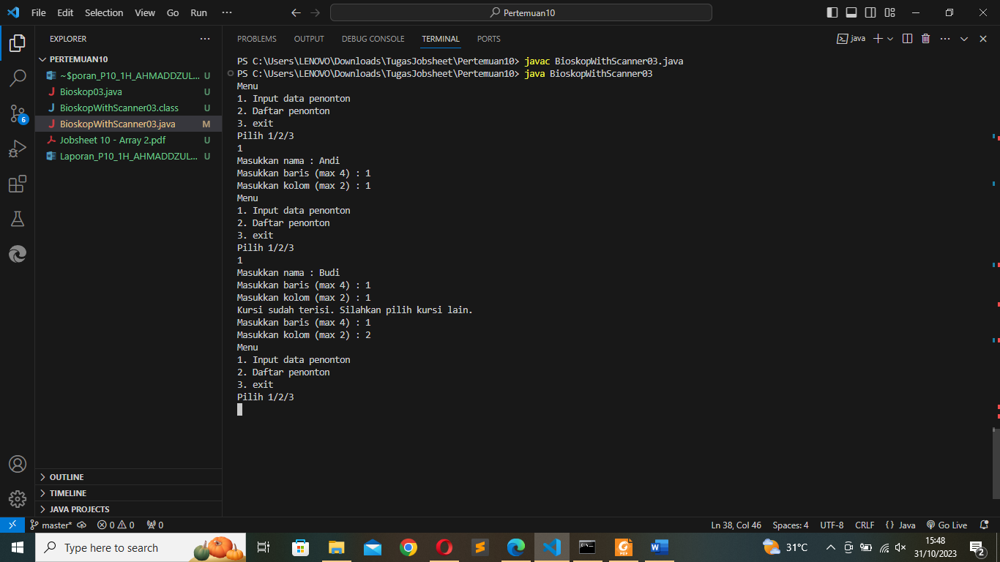 File Edit Selection View Go Run ···
Pertemuan10
EXPLORER
PERTEMUAN10
~$poran_P10_1H_AHMADDZUL... U
Bioskop03.java U
BioskopWithScanner03.class U
BioskopWithScanner03.java M
Jobsheet 10 - Array 2.pdf U
Laporan_P10_1H_AHMADDZUL... U
6
OUTLINE
TIMELINE
JAVA PROJECTS
PROBLEMS OUTPUT DEBUG CONSOLE TERMINAL PORTS
java
PS C:\Users\LENOVO\Downloads\TugasJobsheet\Pertemuan10> javac BioskopWithScanner03.java
PS C:\Users\LENOVO\Downloads\TugasJobsheet\Pertemuan10> java BioskopWithScanner03
Menu
1. Input data penonton
2. Daftar penonton
3. exit
Pilih 1/2/3
1
Masukkan nama : Andi
Masukkan baris (max 4) : 1
Masukkan kolom (max 2) : 1
Menu
1. Input data penonton
2. Daftar penonton
3. exit
Pilih 1/2/3
1
Masukkan nama : Budi
Masukkan baris (max 4) : 1
Masukkan kolom (max 2) : 1
Kursi sudah terisi. Silahkan pilih kursi lain.
Masukkan baris (max 4) : 1
Masukkan kolom (max 2) : 2
Menu
1. Input data penonton
2. Daftar penonton
3. exit
Pilih 1/2/3
master* 0 0 0
Ln 38, Col 46 Spaces: 4 UTF-8 CRLF {} Java Go Live
Type here to search
PDF
31°C
15:48
31/10/2023
2